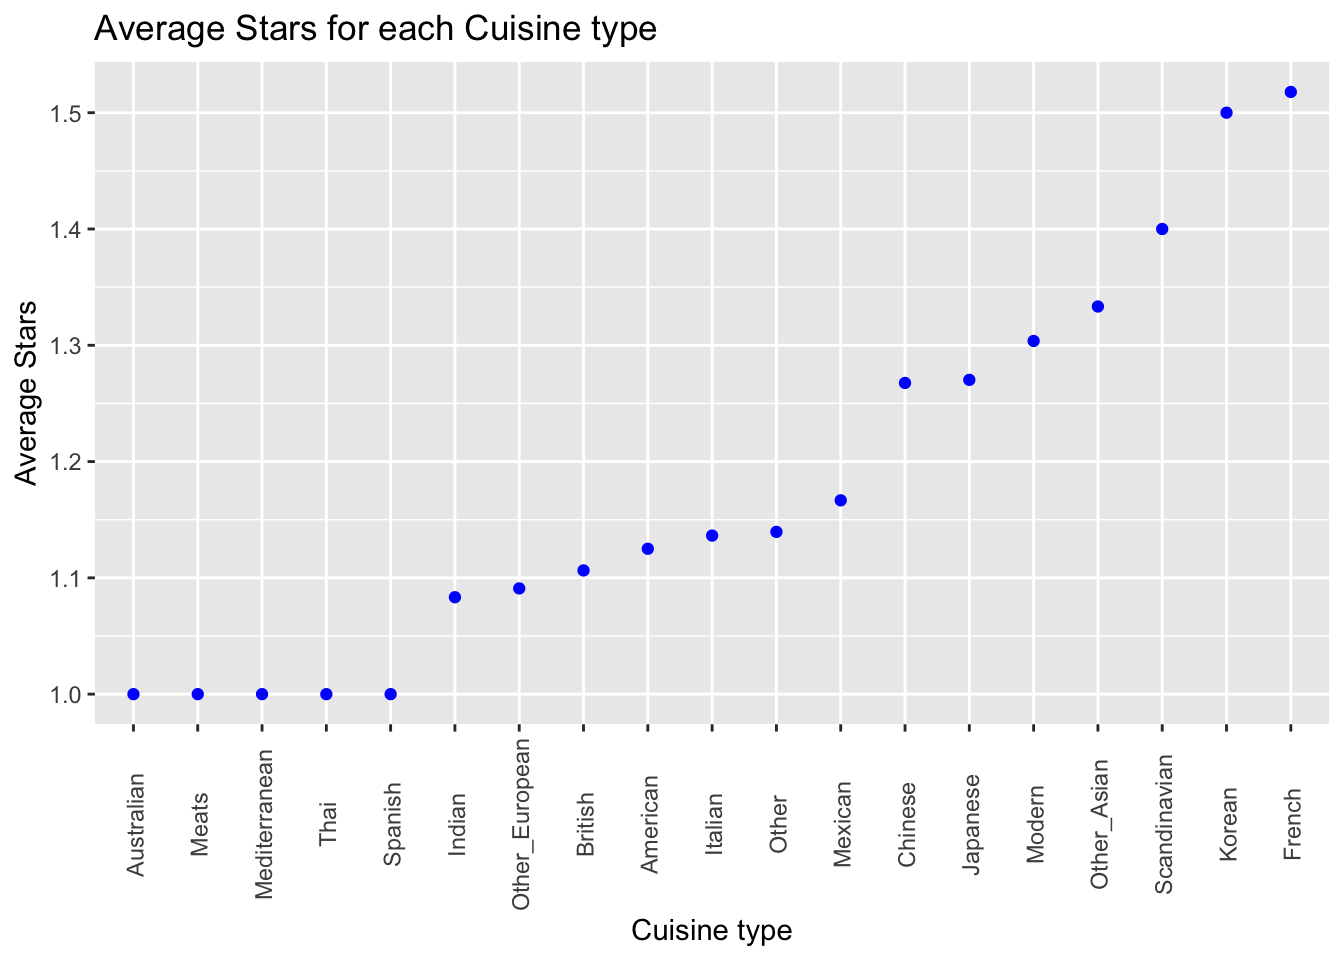 Average Stars for each Cuisine type
Average Stars
1.5
1.4
1.3
1.2
1.1
1.0
Australian
Meats
Mediterranean
Thai
Spanish
Indian
Other_European
British
American
Italian
Other
Mexican
Chinese
Japanese
Modern
Other_Asian
Scandinavian
Korean
French
Cuisine type